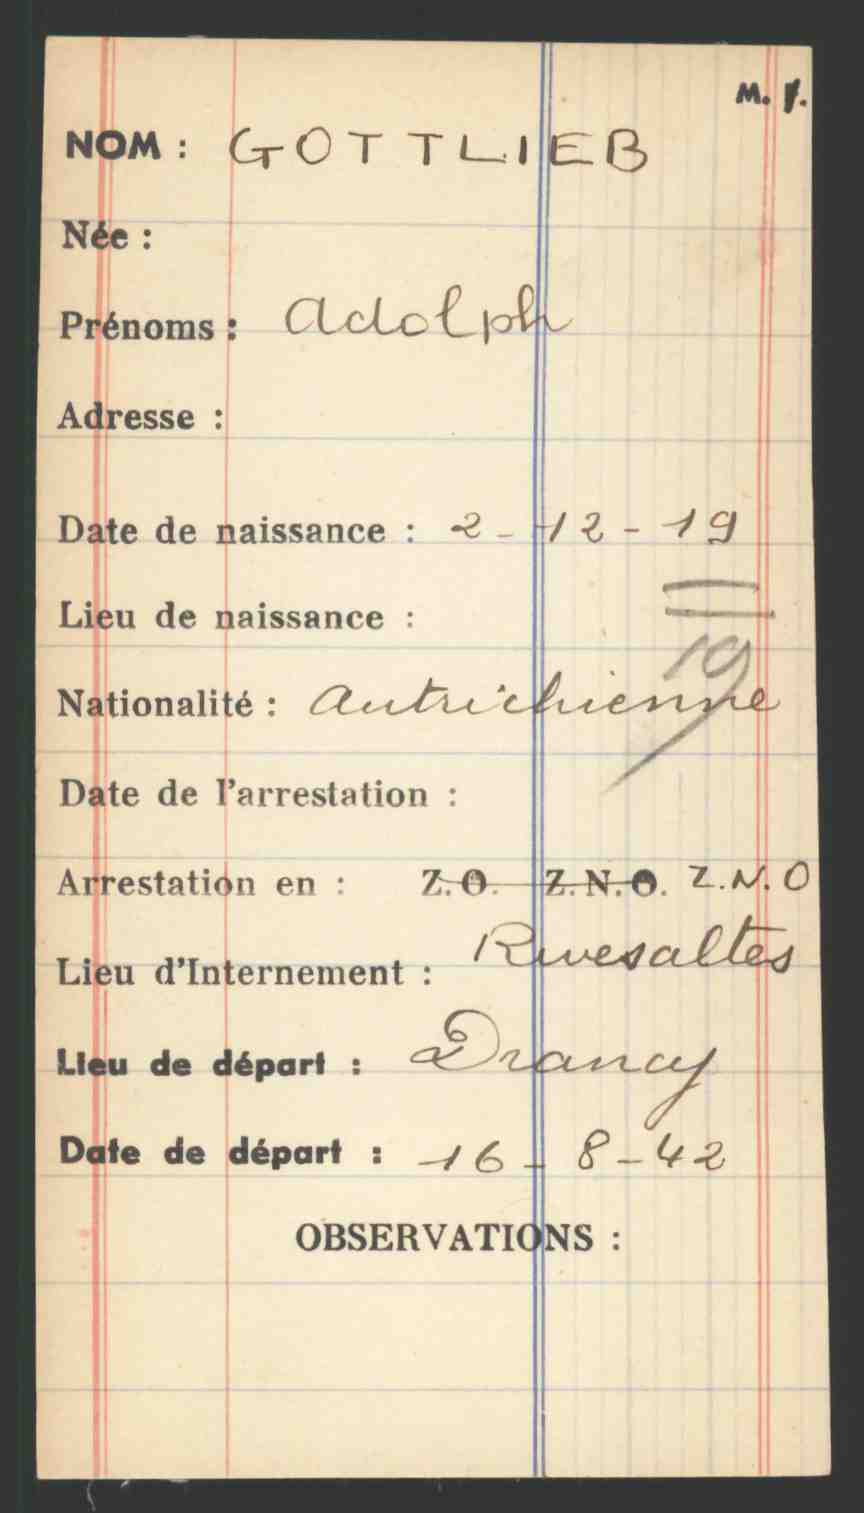 M. V.
NOM : GOTTLIEB
Née :
Prénoms : Adolph
Adresse :
Date de naissance : 2-12-19
Lieu de naissance :
19
Nationalité : Autrichienne
Date de l'arrestation :
Arrestation en : Z.O. Z.N.O. Z.N.O
Lieu d'Internement : Rivesaltes
Lieu de départ : Drancy
Date de départ : 16-8-42
OBSERVATIONS :